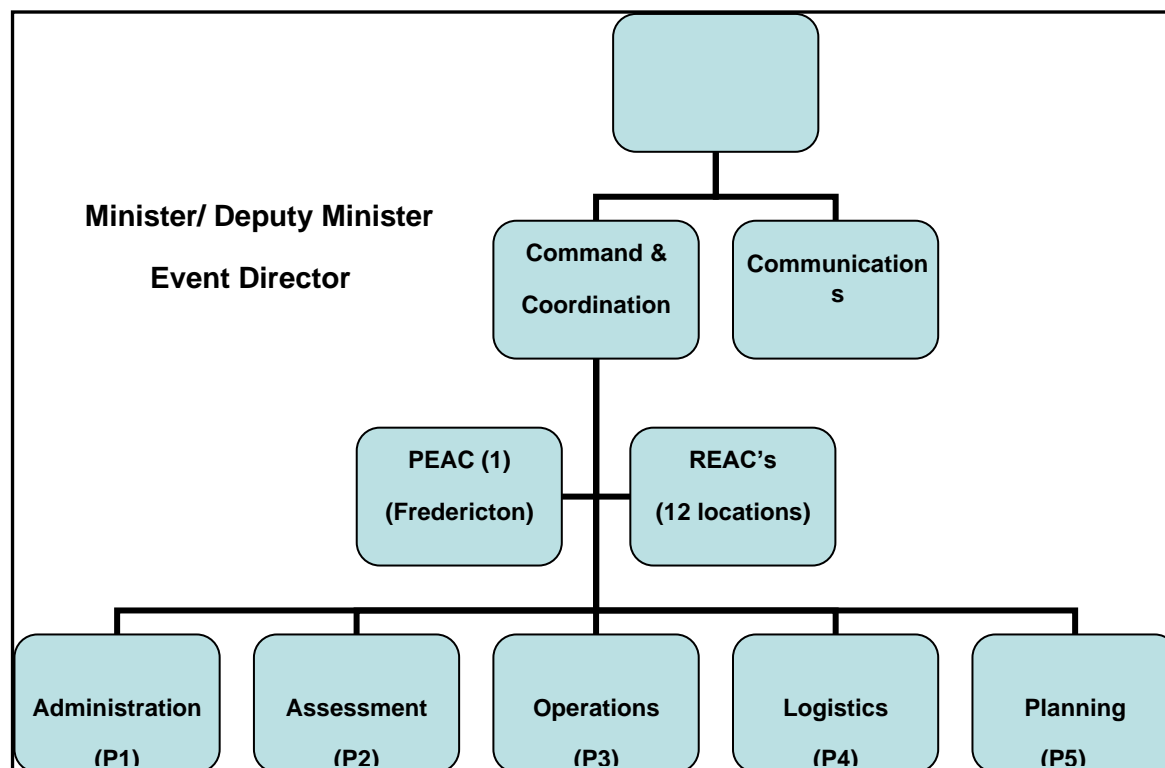 Minister/ Deputy Minister
Event Director
Command &
Coordination
Communication
s
PEAC (1)
(Fredericton)
REAC’s
(12 locations)
Administration
(P1)
Assessment
(P2)
Operations
(P3)
Logistics
(P4)
Planning
(P5)